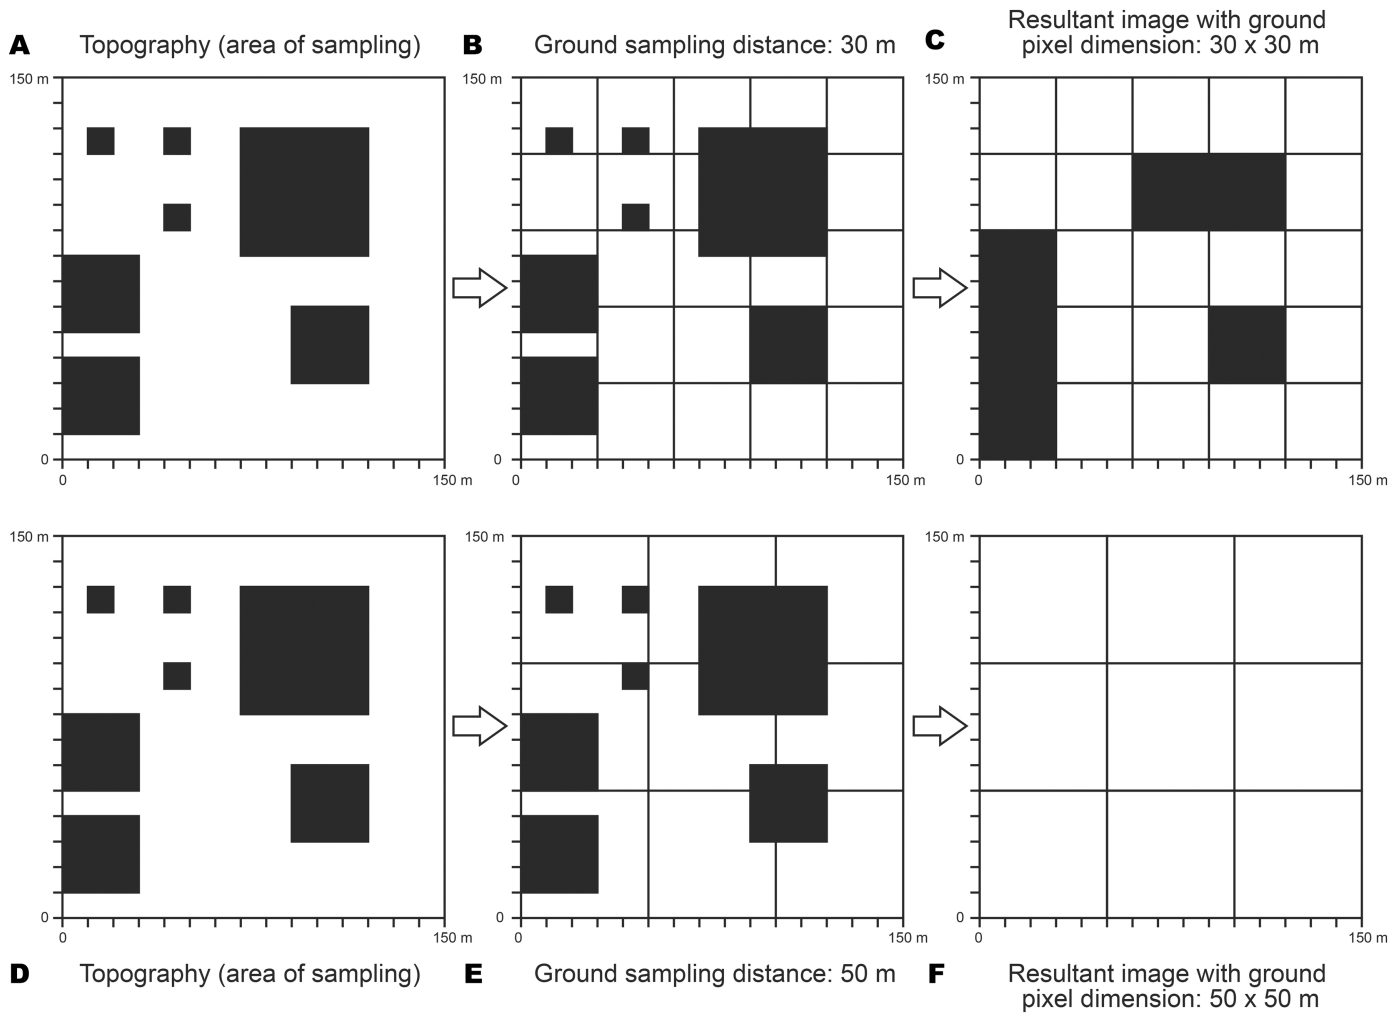 A
Topography (area of sampling)
B
Ground sampling distance: 30 m
C
Resultant image with ground
pixel dimension: 30 x 30 m
150 m
0
0
150 m
150 m
0
0
150 m
150 m
0
0
150 m
150 m
0
0
150 m
150 m
0
0
150 m
150 m
0
0
150 m
D
Topography (area of sampling)
E
Ground sampling distance: 50 m
F
Resultant image with ground
pixel dimension: 50 x 50 m